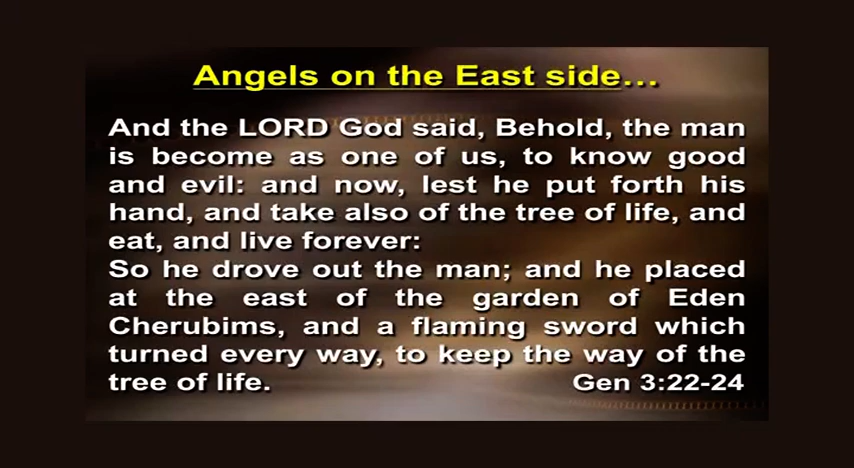 Angels on the East side...
And the LORD God said, Behold, the man
is become as one of us, to know good
and evil: and now, lest he put forth his
hand, and take also of the tree of life, and
eat, and live forever:
So he drove out the man; and he placed
at the east of the garden of Eden
Cherubims, and a flaming sword which
turned every way, to keep the way of the
tree of life. Gen 3:22-24